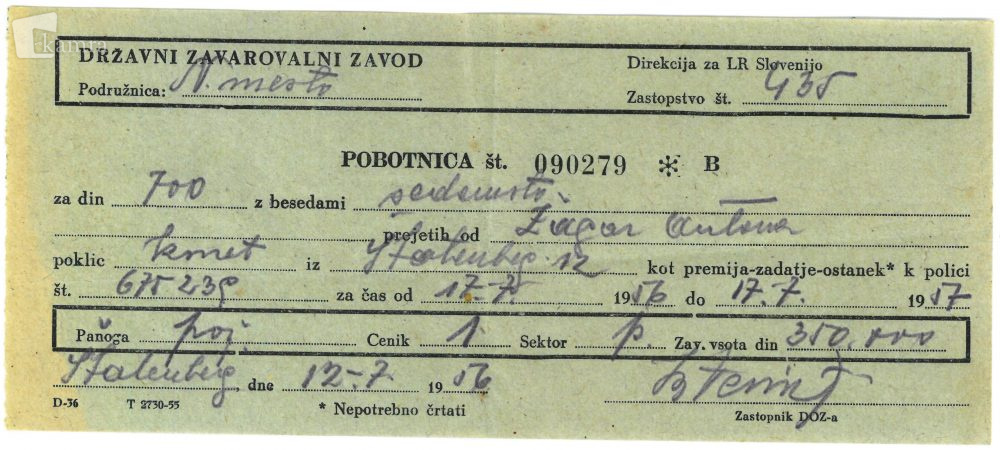 kamra
DRŽAVNI ZAVAROVALNI ZAVOD
Direkcija za LR Slovenijo
Podružnica: N. mesto
Zastopstvo št. 435
POBOTNICA št. 090279 * B
za din 700 z besedami sedemsto.
prejetih od Žagar Antona
poklic kmet iz Štalenberg 12 kot premija-zadatje-ostanek* k polici
št. 675239 za čas od 17.-7. 1956 do 17.-7. 1957
Panoga poj. Cenik 1. Sektor p. Zav. vsota din 350.000
Štalenberg, dne 12.-7. 1956
D-36 T 2730-55 * Nepotrebno črtati
Zastopnik DOZ-a